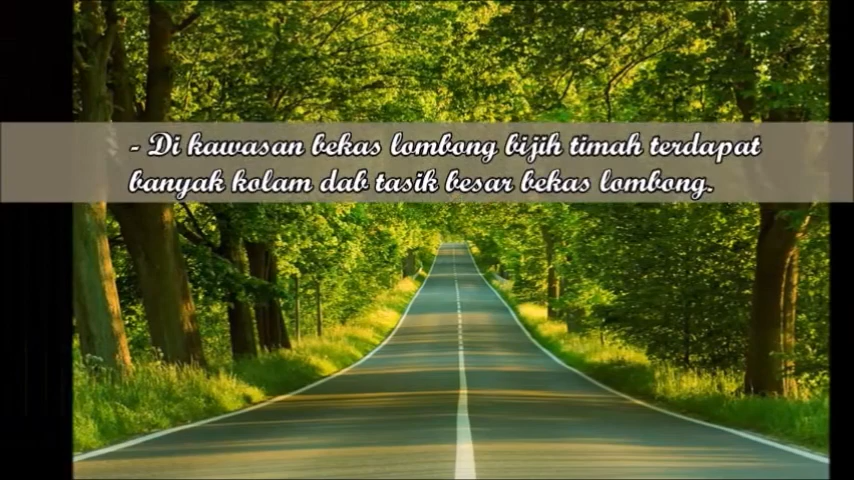 - Di kawasan bekas lombong bijih timah terdapat
banyak kolam dab tasik besar bekas lombong.